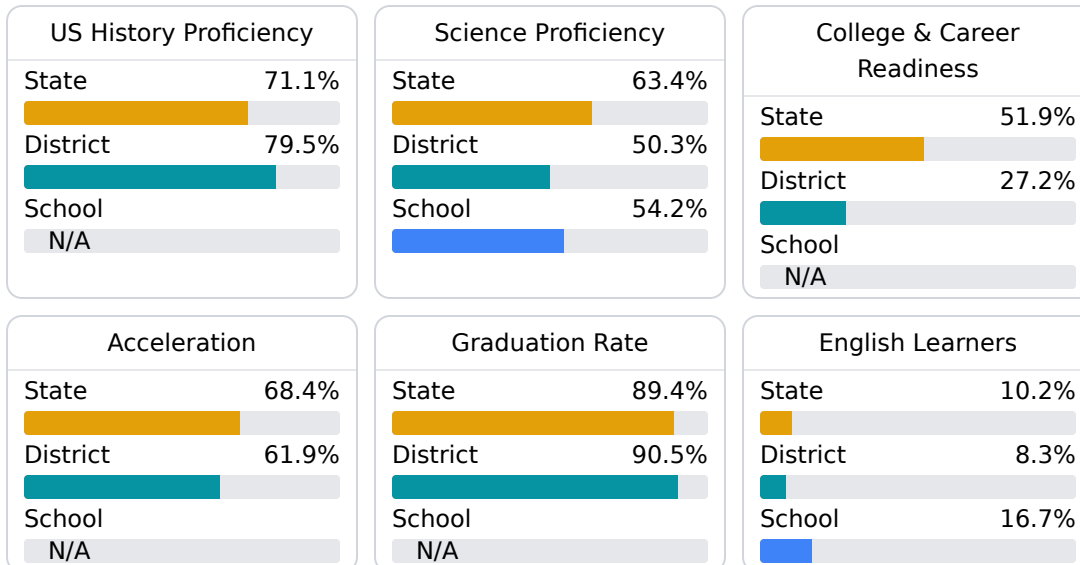 US History Proficiency
State 71.1%
District 79.5%
School
N/A
Science Proficiency
State 63.4%
District 50.3%
School 54.2%
College & Career
Readiness
State 51.9%
District 27.2%
School
N/A
Acceleration
State 68.4%
District 61.9%
School
N/A
Graduation Rate
State 89.4%
District 90.5%
School
N/A
English Learners
State 10.2%
District 8.3%
School 16.7%